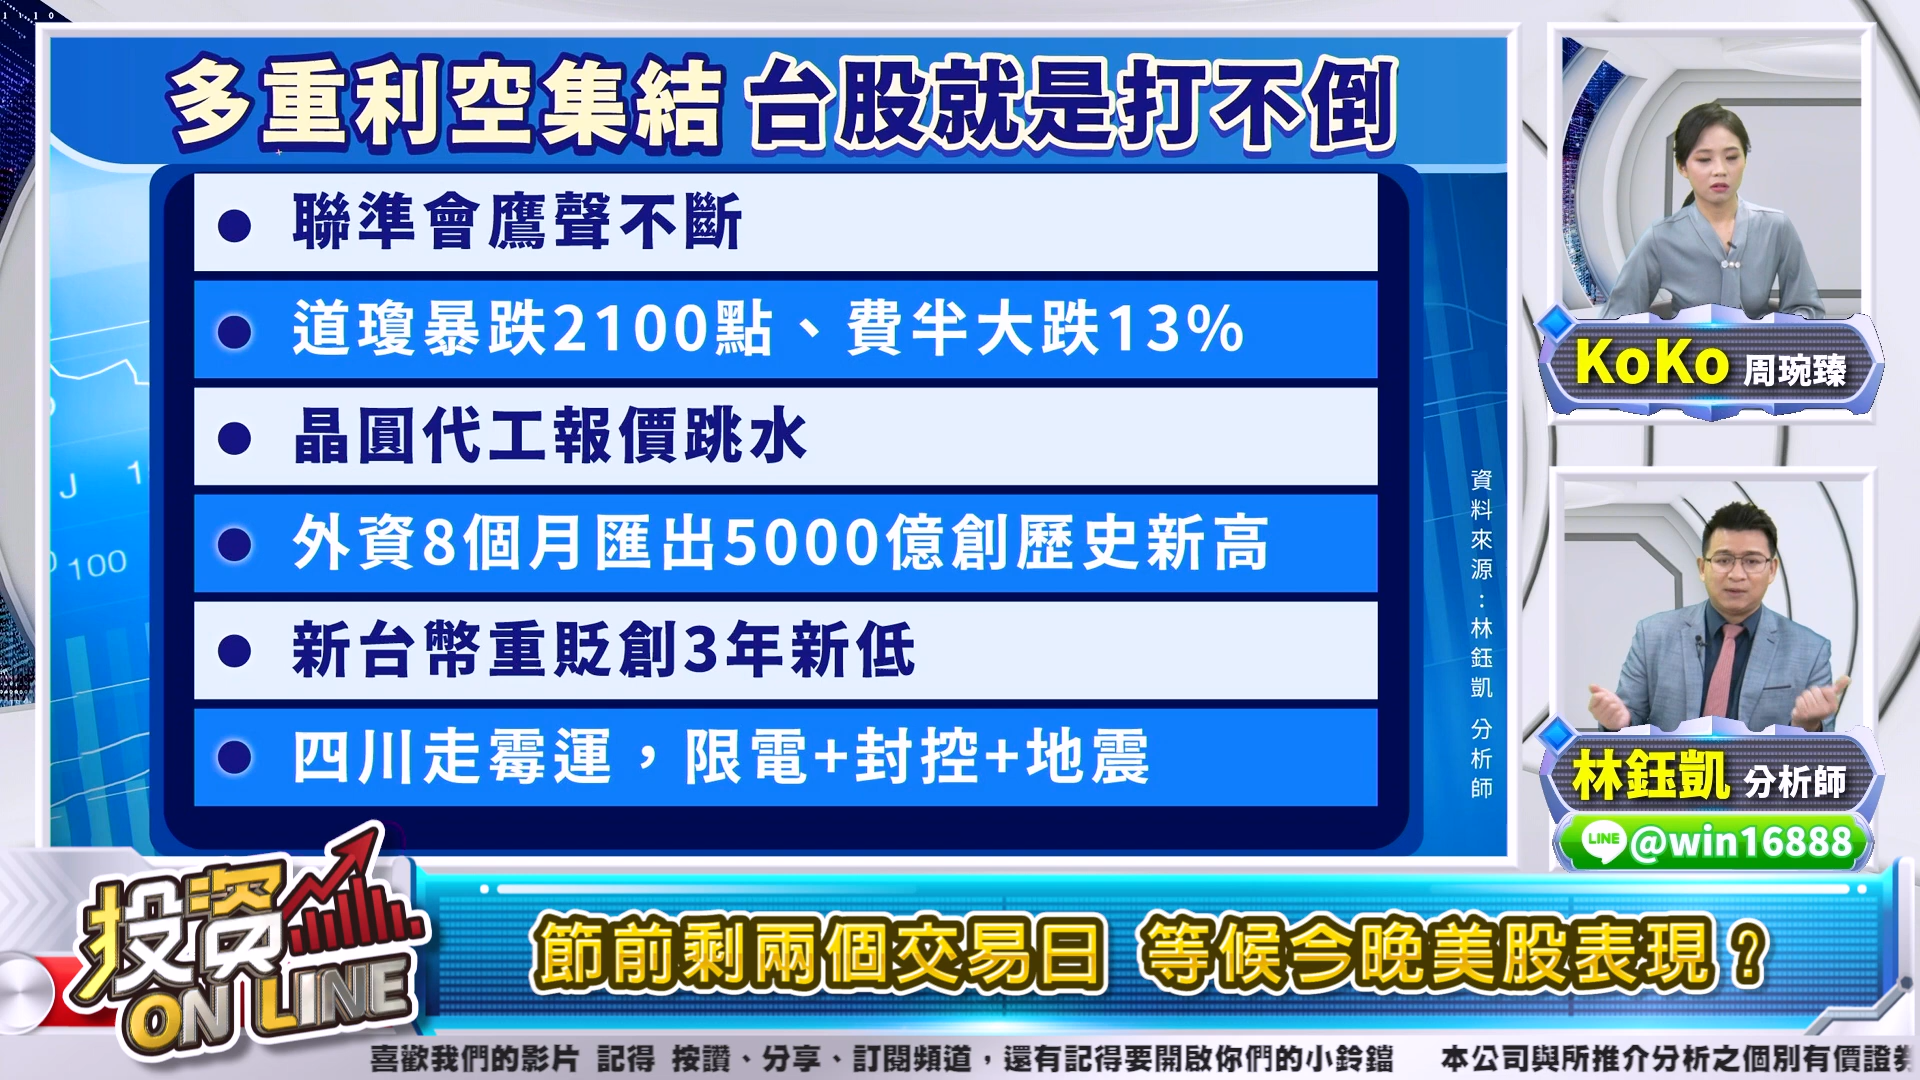 多重利空集結 台股就是打不倒
聯準會鷹聲不斷
道瓊暴跌2100點、費半大跌13%
晶圓代工報價跳水
外資8個月匯出5000億創歷史新高
新台幣重貶創3年新低
四川走霉運，限電+封控+地震
資料來源：林鈺凱 分析師
KoKo 周琬臻
林鈺凱 分析師
LINE @win16888
投資
ON LINE
節前剩兩個交易日 等候今晚美股表現？
喜歡我們的影片 記得 按讚、分享、訂閱頻道，還有記得要開啟你們的小鈴鐺 本公司與所推介分析之個別有價證券
J
100